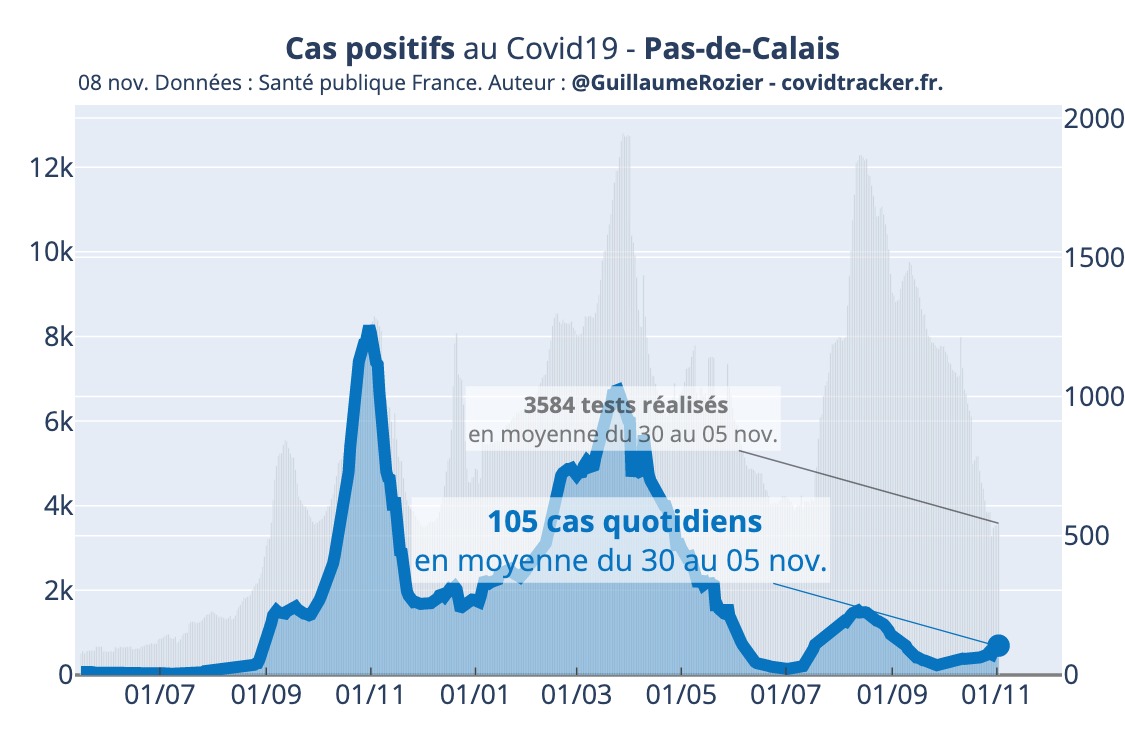 Cas positifs au Covid19 - Pas-de-Calais
08 nov. Données : Santé publique France. Auteur : @GuillaumeRozier - covidtracker.fr.
2000
12k
10k
1500
8k
1000
3584 tests réalisés
en moyenne du 30 au 05 nov.
6k
4k
105 cas quotidiens
500
en moyenne du 30 au 05 nov.
2k
0
0
01/07 01/09 01/11 01/01 01/03 01/05 01/07 01/09 01/11